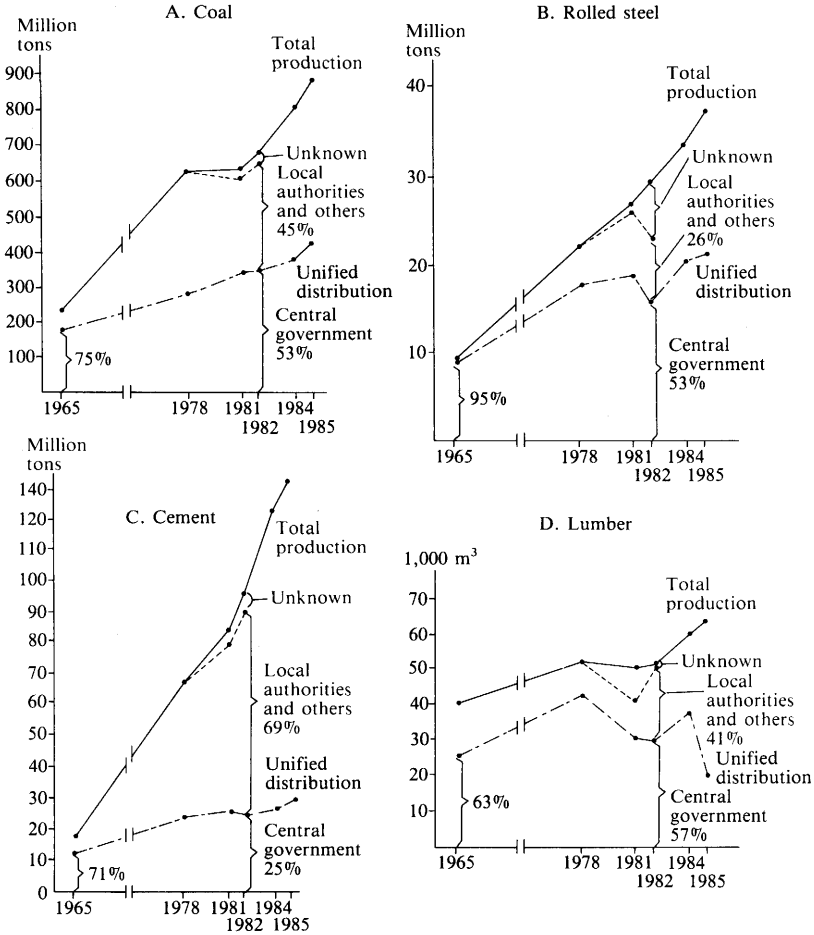 A. Coal
Million
tons
900
800
700
600
500
400
300
200
100
Total
production
Unknown
Local
authorities
and others
45%
Unified
distribution
Central
government
53%
75%
1965
1978
1981
1984
1982
1985
B. Rolled steel
Million
tons
40
30
20
10
Total
production
Unknown
Local
authorities
and others
26%
Unified
distribution
Central
government
53%
95%
1965
1978
1981
1984
1982
1985
C. Cement
Million
tons
140
120
110
100
90
80
70
60
50
40
30
20
10
0
Total
production
Unknown
Local
authorities
and others
69%
Unified
distribution
Central
government
25%
71%
1965
1978
1981
1984
1982
1985
D. Lumber
1,000 m³
70
60
50
40
30
20
10
Total
production
Unknown
Local
authorities
and others
41%
Unified
distribution
Central
government
57%
63%
1965
1978
1981
1984
1982
1985